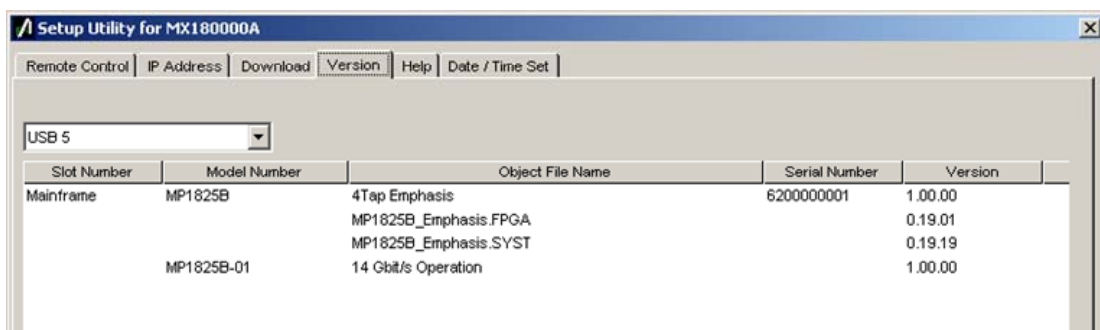 Setup Utility for MX180000A
Remote Control IP Address Download Version Help Date / Time Set
USB 5
Slot Number Model Number Object File Name Serial Number Version
Mainframe MP1825B 4Tap Emphasis 6200000001 1.00.00
MP1825B_Emphasis.FPGA 0.19.01
MP1825B_Emphasis.SYST 0.19.19
MP1825B-01 14 Gbit/s Operation 1.00.00